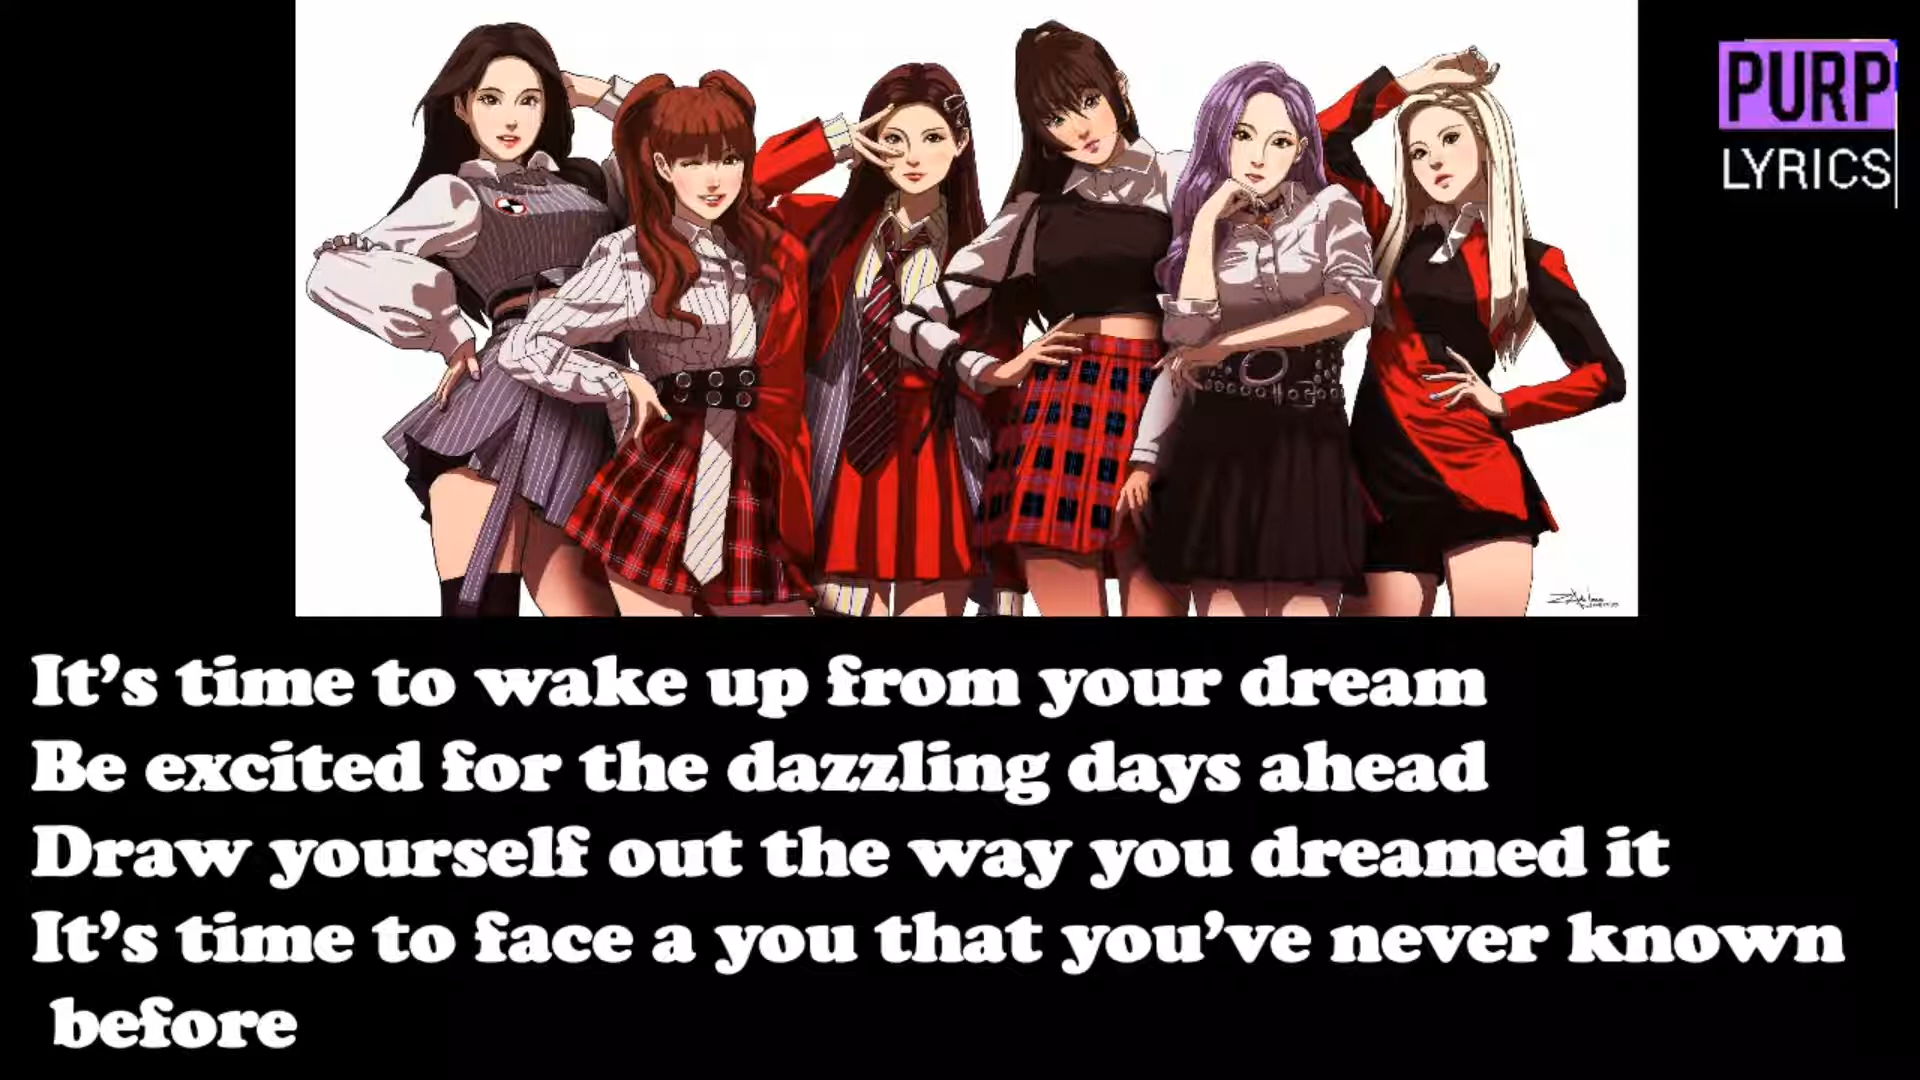 PURP
LYRICS
It's time to wake up from your dream
Be excited for the dazzling days ahead
Draw yourself out the way you dreamed it
It's time to face a you that you've never known
before